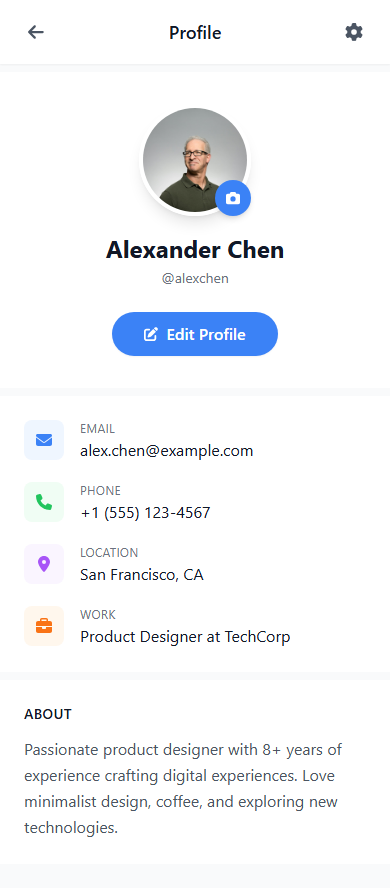 Profile
Alexander Chen
@alexchen
Edit Profile
EMAIL
alex.chen@example.com
PHONE
+1 (555) 123-4567
LOCATION
San Francisco, CA
WORK
Product Designer at TechCorp
ABOUT
Passionate product designer with 8+ years of
experience crafting digital experiences. Love
minimalist design, coffee, and exploring new
technologies.